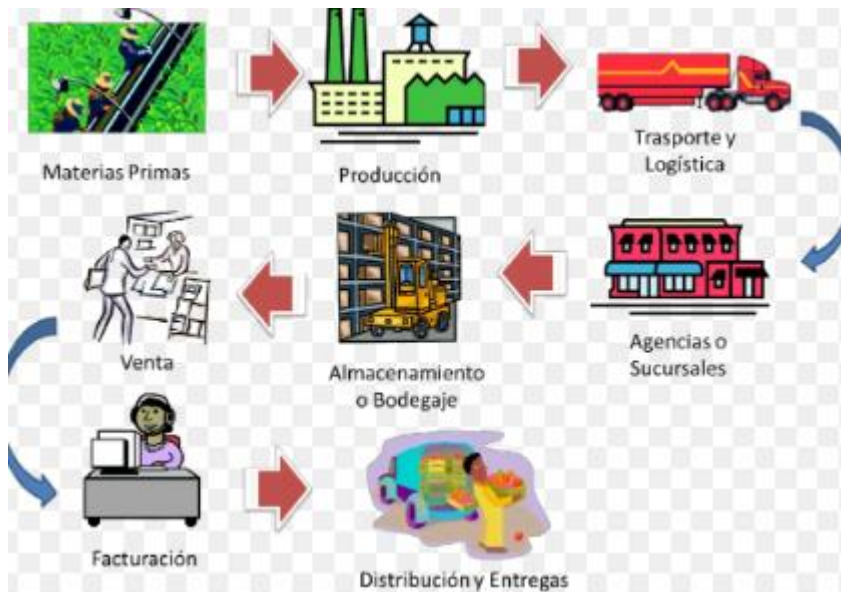 Materias Primas
Producción
Trasporte y
Logística
Agencias o
Sucursales
Almacenamiento
o Bodegaje
Venta
Facturación
Distribución y Entregas